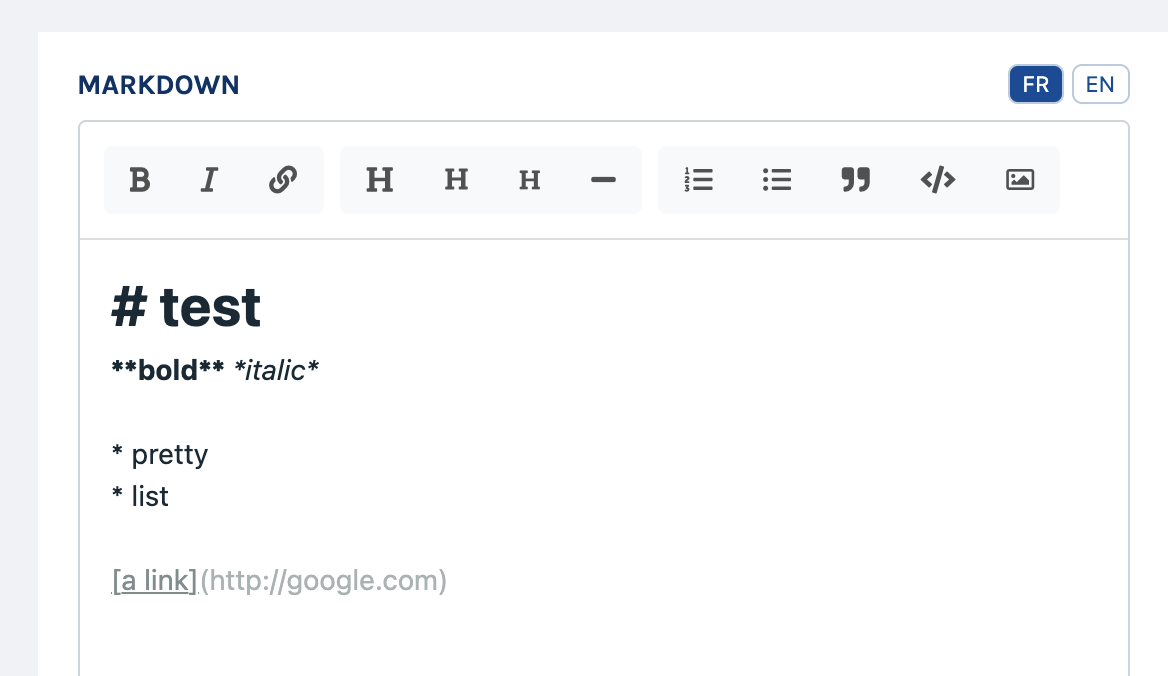 MARKDOWN
FR EN
B I H H H
# test
**bold** *italic*
* pretty
* list
[a link](http://google.com)